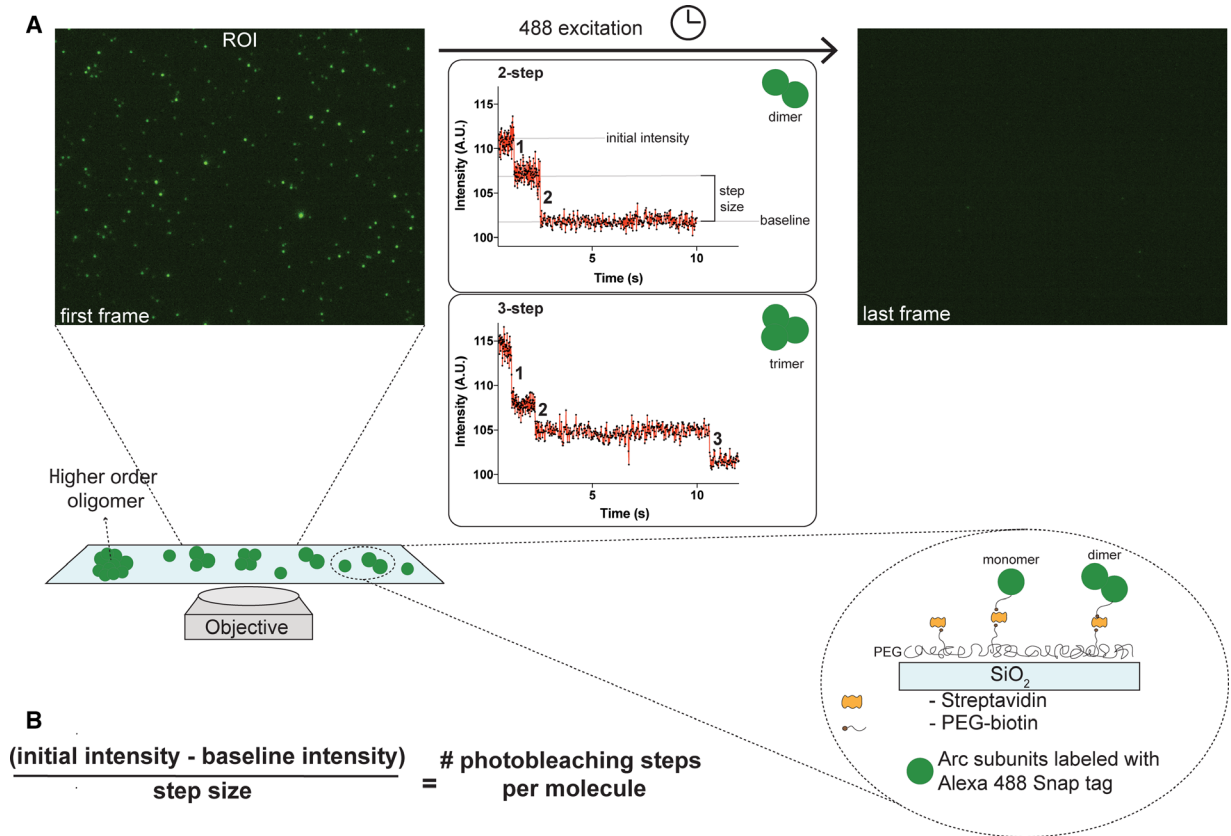 A
ROI
first frame
488 excitation
2-step
115
110
105
100
Intensity (A.U.)
5
10
Time (s)
1
2
initial intensity
step
size
baseline
dimer
3-step
115
110
105
100
Intensity (A.U.)
5
10
Time (s)
1
2
3
trimer
last frame
Higher order
oligomer
Objective
monomer
dimer
PEG
SiO2
- Streptavidin
- PEG-biotin
Arc subunits labeled with
Alexa 488 Snap tag
B
(initial intensity - baseline intensity)
step size
=
# photobleaching steps
per molecule